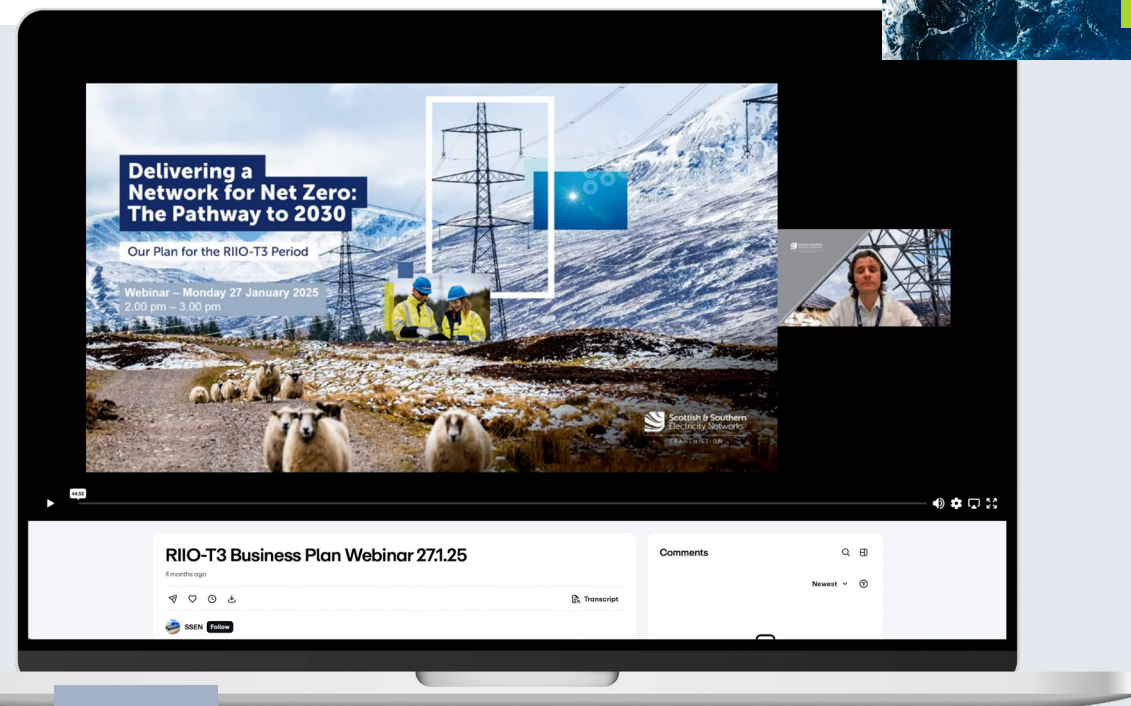 Delivering a
Network for Net Zero:
The Pathway to 2030
Our Plan for the RIIO-T3 Period
Webinar – Monday 27 January 2025
2.00 pm – 3.00 pm
Scottish & Southern
Electricity Networks
TRANSMISSION
44:58
RIIO-T3 Business Plan Webinar 27.1.25
4 months ago
Transcript
SSEN Follow
Comments
Newest